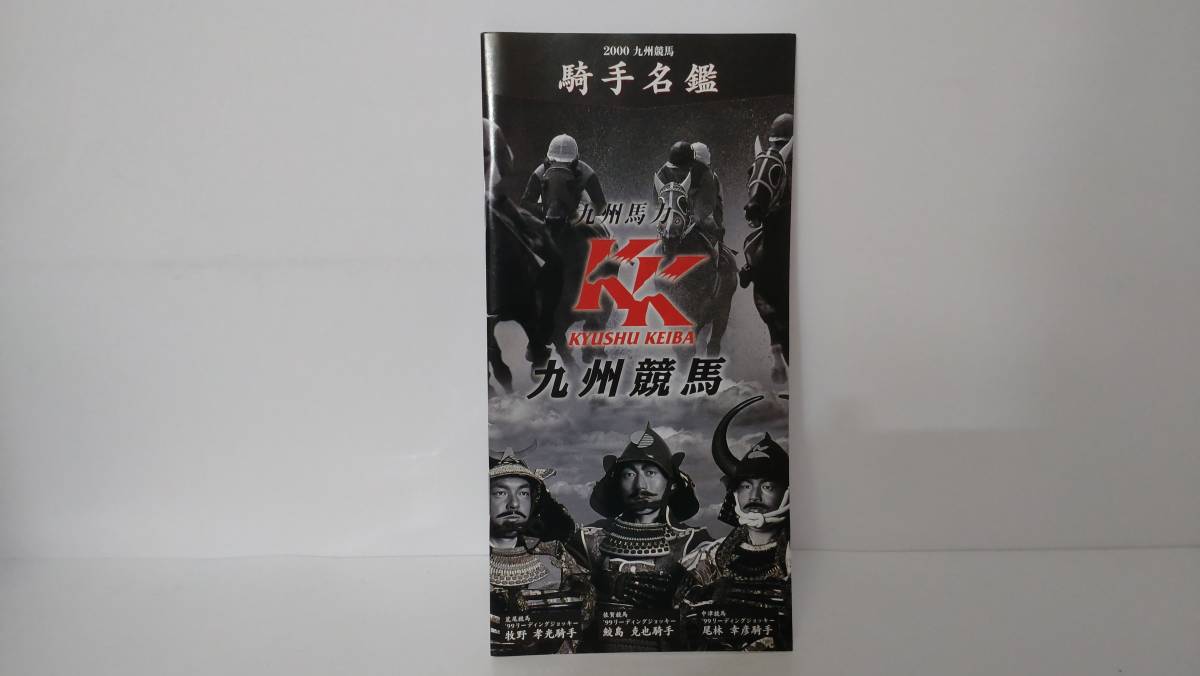 2000 九州競馬
騎手名鑑
九州馬力
KK
KYUSHU KEIBA
九州競馬
荒尾競馬
'99リーディングジョッキー
牧野 孝光騎手
佐賀競馬
'99リーディングジョッキー
鮫島 克也騎手
中津競馬
'99リーディングジョッキー
尾林 幸彦騎手